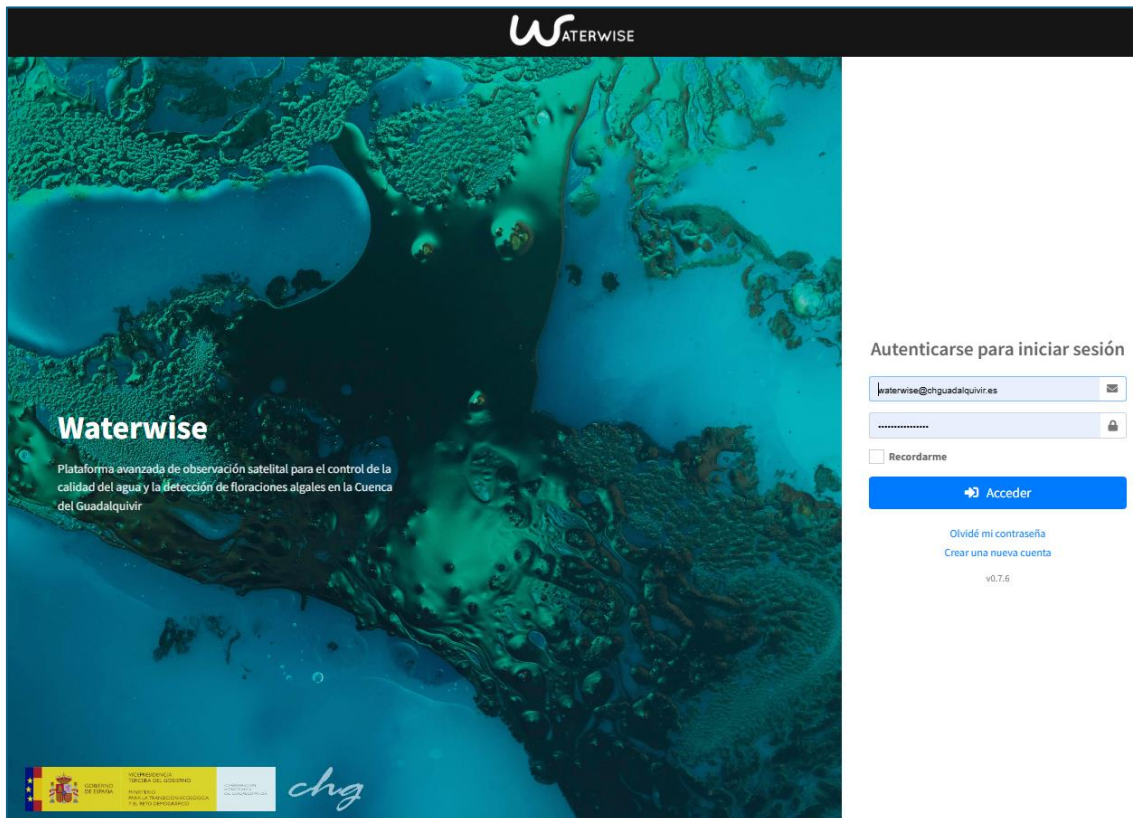 WATERWISE
Autenticarse para iniciar sesión
waterwise@chguadalquivir.es
Recordarme
Acceder
Olvidé mi contraseña
Crear una nueva cuenta
v0.7.6
Waterwise
Plataforma avanzada de observación satelital para el control de la
calidad del agua y la detección de floraciones algales en la Cuenca
del Guadalquivir
GOBIERNO
DE ESPAÑA
VICEPRESIDENCIA
TERCERA DEL GOBIERNO
MINISTERIO
PARA LA TRANSICIÓN ECOLÓGICA
Y EL RETO DEMOGRÁFICO
chg